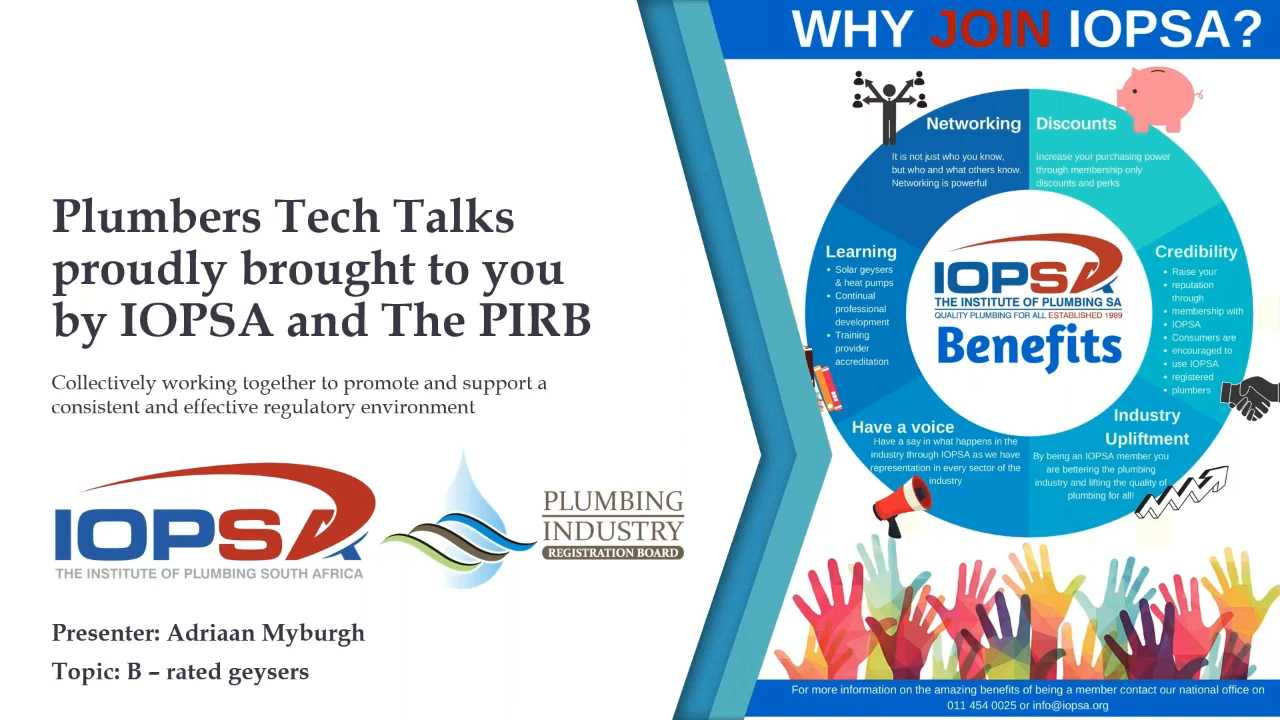 Plumbers Tech Talks
proudly brought to you
by IOPSA and The PIRB
Collectively working together to promote and support a
consistent and effective regulatory environment
IOPSA
THE INSTITUTE OF PLUMBING SOUTH AFRICA
PLUMBING
INDUSTRY
REGISTRATION BOARD
Presenter: Adriaan Myburgh
Topic: B – rated geysers
WHY JOIN IOPSA?
Networking
It is not just who you know,
but who and what others know.
Networking is powerful
Discounts
Increase your purchasing power
through membership only
discounts and perks
Learning
• Solar geysers
& heat pumps
• Continual
professional
development
• Training
provider
accreditation
IOPSA
THE INSTITUTE OF PLUMBING SA
QUALITY PLUMBING FOR ALL ESTABLISHED 1989
Benefits
Credibility
• Raise your
• reputation
through
• membership with
• IOPSA
• Consumers are
• encouraged to
• use IOPSA
• registered
• plumbers
Have a voice
Have a say in what happens in the
industry through IOPSA as we have
representation in every sector of the
industry
Industry
Upliftment
By being an IOPSA member you
are bettering the plumbing
industry and lifting the quality of
plumbing for all!
For more information on the amazing benefits of being a member contact our national office on
011 454 0025 or info@iopsa.org